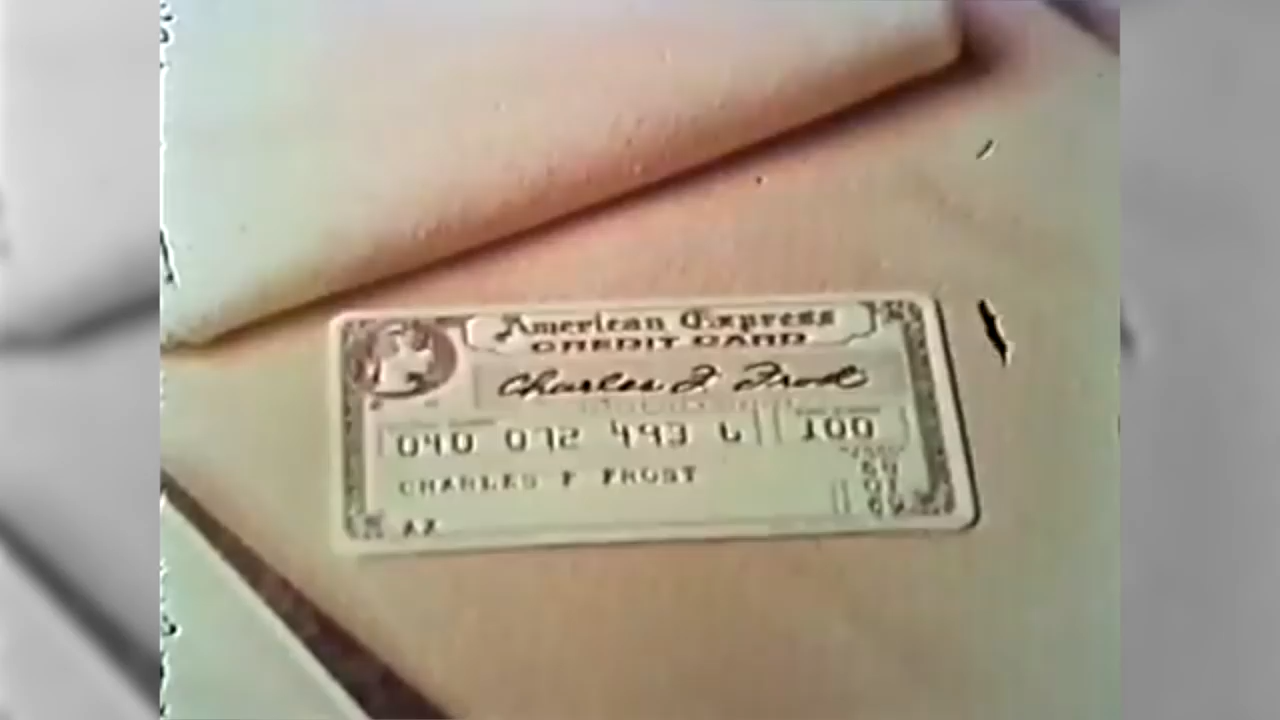 American Express
CREDIT CARD
Charles F. Frost
040 072 493 6 100
CHARLES F FROST
AX